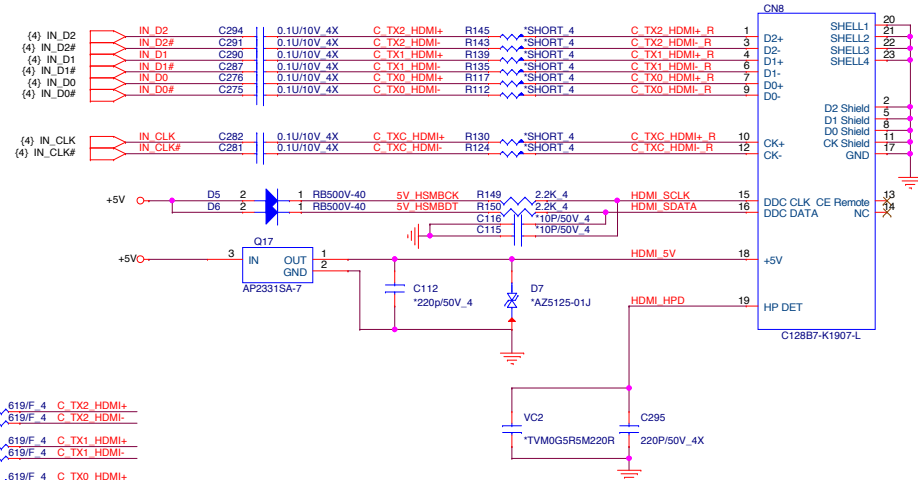 CN8
{4} IN_D2 IN_D2 C294 0.1U/10V_4X C_TX2_HDMI+ R145 *SHORT_4 C_TX2_HDMI+_R 1 D2+ SHELL1 20
{4} IN_D2# IN_D2# C291 0.1U/10V_4X C_TX2_HDMI- R143 *SHORT_4 C_TX2_HDMI-_R 3 D2- SHELL2 21
{4} IN_D1 IN_D1 C290 0.1U/10V_4X C_TX1_HDMI+ R139 *SHORT_4 C_TX1_HDMI+_R 4 D1+ SHELL3 22
{4} IN_D1# IN_D1# C287 0.1U/10V_4X C_TX1_HDMI- R135 *SHORT_4 C_TX1_HDMI-_R 6 D1- SHELL4 23
{4} IN_D0 IN_D0 C276 0.1U/10V_4X C_TX0_HDMI+ R117 *SHORT_4 C_TX0_HDMI+_R 7 D0+
{4} IN_D0# IN_D0# C275 0.1U/10V_4X C_TX0_HDMI- R112 *SHORT_4 C_TX0_HDMI-_R 9 D0-
D2 Shield 2
D1 Shield 5
D0 Shield 8
{4} IN_CLK IN_CLK C282 0.1U/10V_4X C_TXC_HDMI+ R130 *SHORT_4 C_TXC_HDMI+_R 10 CK+ CK Shield 11
{4} IN_CLK# IN_CLK# C281 0.1U/10V_4X C_TXC_HDMI- R124 *SHORT_4 C_TXC_HDMI-_R 12 CK- GND 17
+5V D5 2 1 RB500V-40 5V_HSMBCK R149 2.2K_4 HDMI_SCLK 15 DDC CLK CE Remote 13
D6 2 1 RB500V-40 5V_HSMBDT R150 2.2K_4 HDMI_SDATA 16 DDC DATA NC 14
C116 *10P/50V_4
C115 *10P/50V_4
Q17
+5V 3 IN OUT 1 HDMI_5V 18 +5V
GND 2
AP2331SA-7
C112
*220p/50V_4
D7
*AZ5125-01J
HDMI_HPD 19 HP DET
C128B7-K1907-L
VC2
*TVM0G5R5M220R
C295
220P/50V_4X
619/F_4 C_TX2_HDMI+
619/F_4 C_TX2_HDMI-
619/F_4 C_TX1_HDMI+
619/F_4 C_TX1_HDMI-
619/F_4 C_TX0_HDMI+